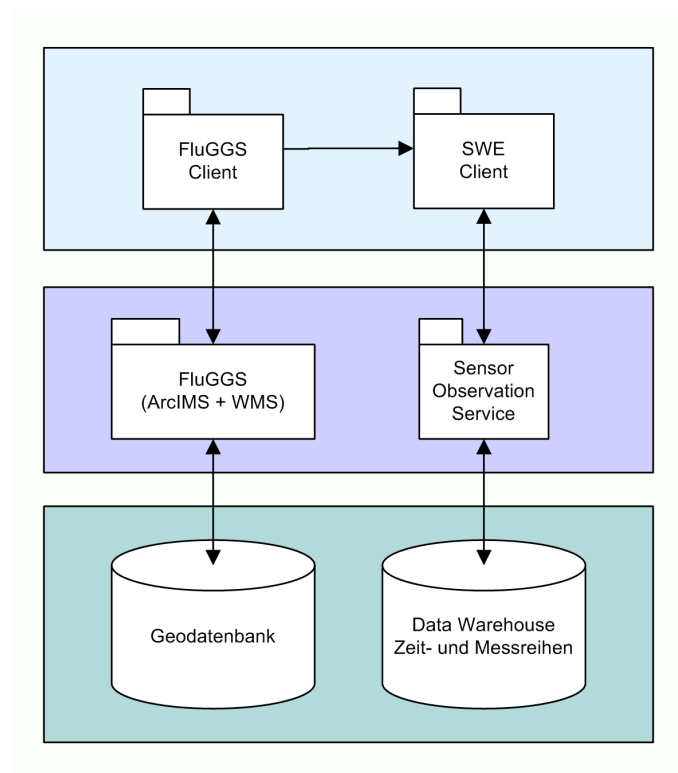 FluGGS
Client
SWE
Client
FluGGS
(ArcIMS + WMS)
Sensor
Observation
Service
Geodatenbank
Data Warehouse
Zeit- und Messreihen